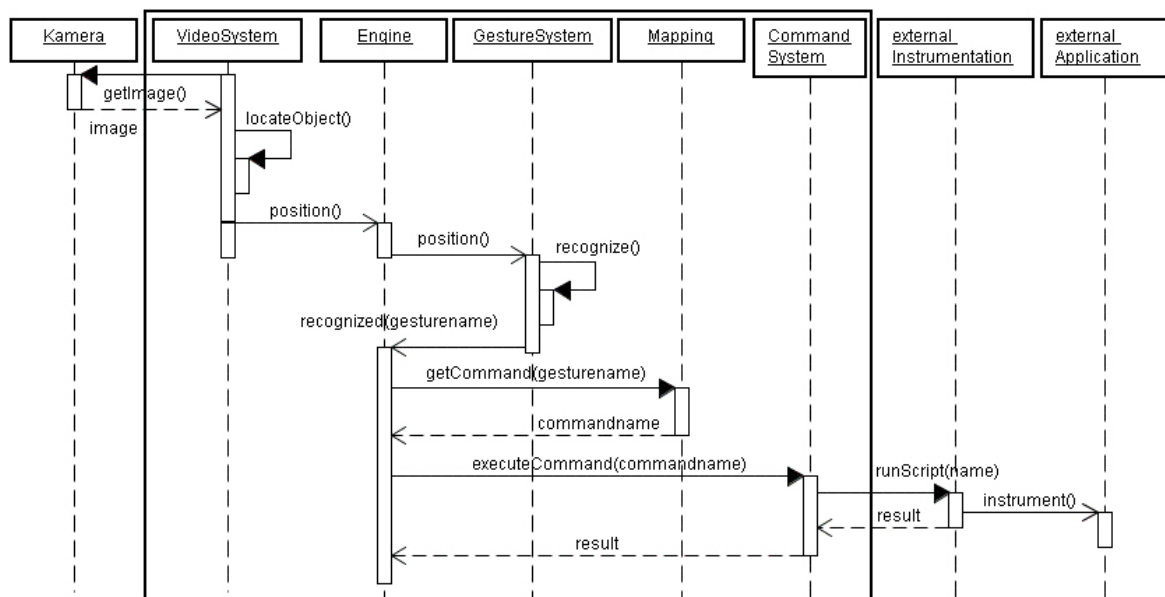 Kamera
VideoSystem
Engine
GestureSystem
Mapping
Command
System
external
Instrumentation
external
Application
getImage()
image
locateObject()
position()
position()
recognize()
recognized(gesturename)
getCommand(gesturename)
commandname
executeCommand(commandname)
runScript(name)
instrument()
result
result